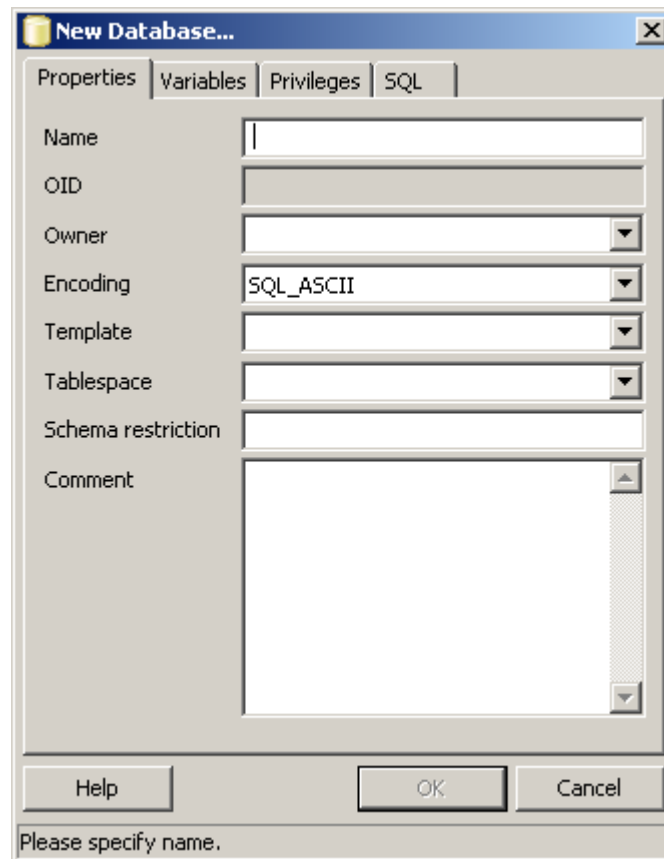 New Database...
Properties Variables Privileges SQL
Name
OID
Owner
Encoding SQL_ASCII
Template
Tablespace
Schema restriction
Comment
Help OK Cancel
Please specify name.